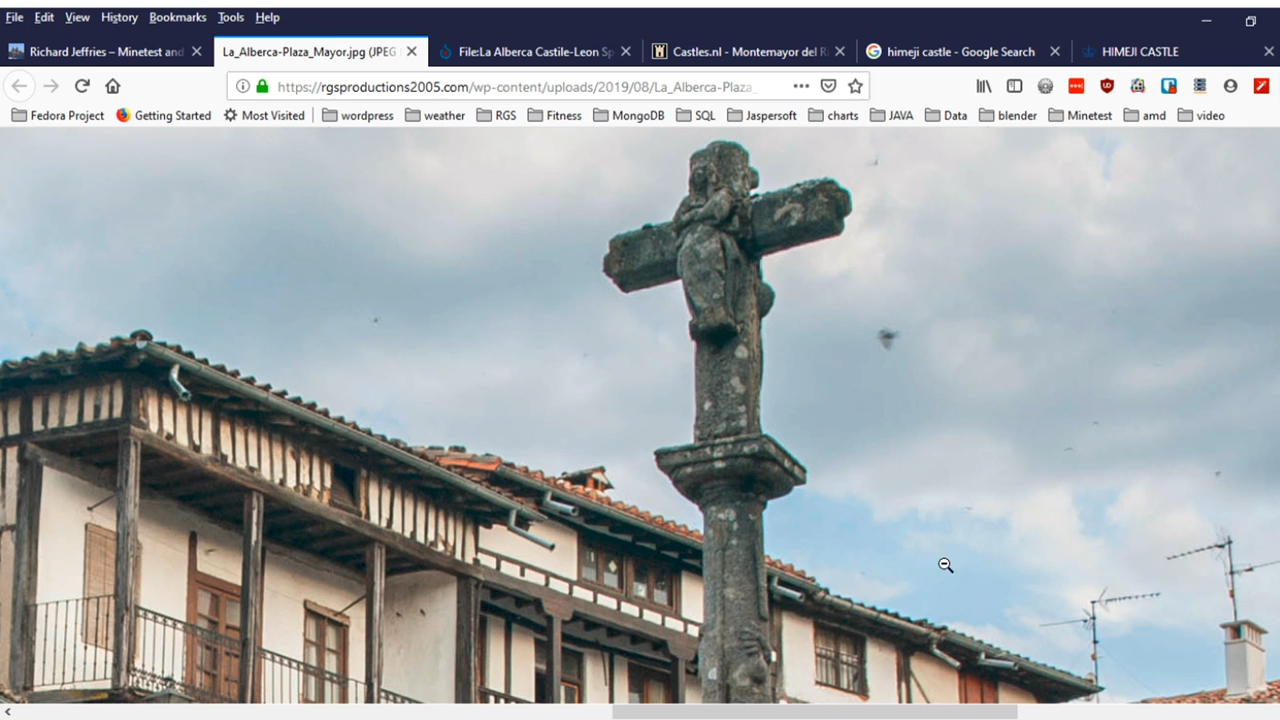 File Edit View History Bookmarks Tools Help
Richard Jeffries – Minetest and La_Alberca-Plaza_Mayor.jpg (JPEG File:La Alberca Castile-Leon Sp Castles.nl - Montemayor del R himeji castle - Google Search HIMEJI CASTLE
https://rgsproductions2005.com/wp-content/uploads/2019/08/La_Alberca-Plaza_
Fedora Project Getting Started Most Visited wordpress weather RGS Fitness MongoDB SQL Jaspersoft charts JAVA Data blender Minetest amd video